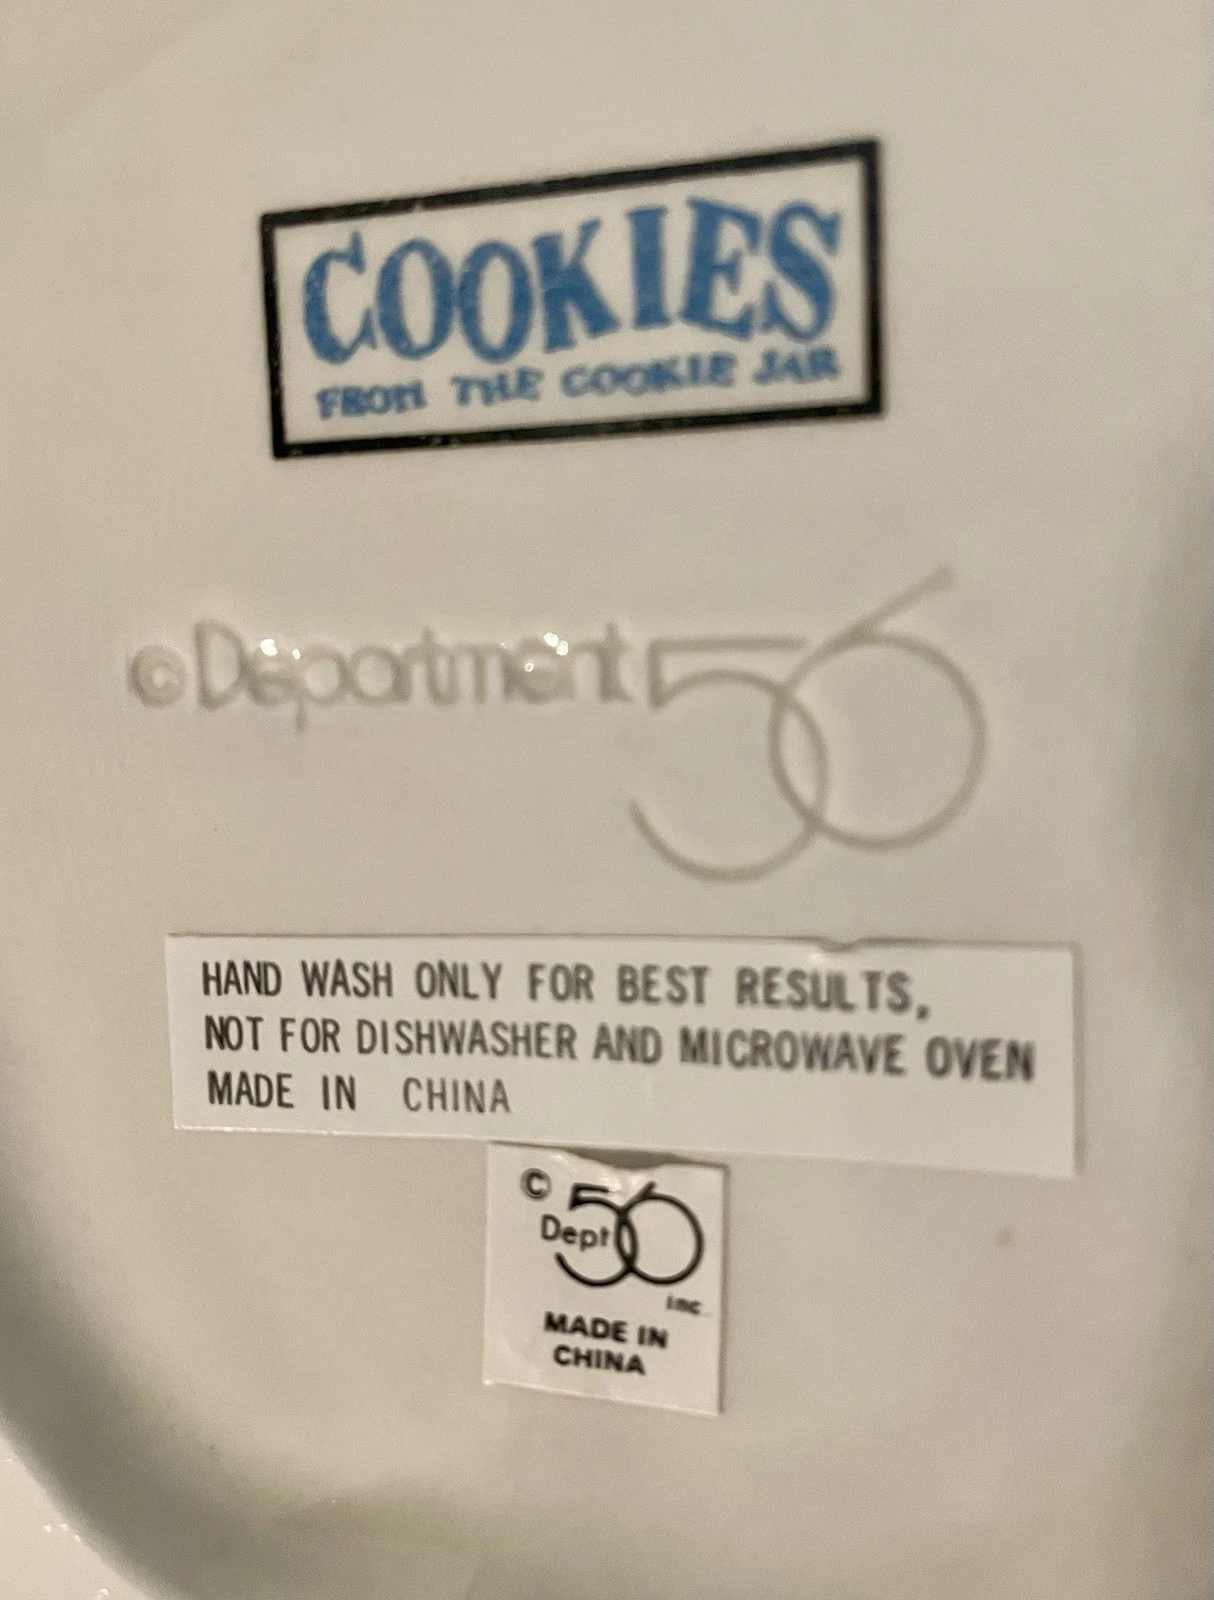 COOKIES
FROM THE COOKIE JAR
©Department 56
HAND WASH ONLY FOR BEST RESULTS,
NOT FOR DISHWASHER AND MICROWAVE OVEN
MADE IN CHINA
© Dept 56
inc.
MADE IN
CHINA